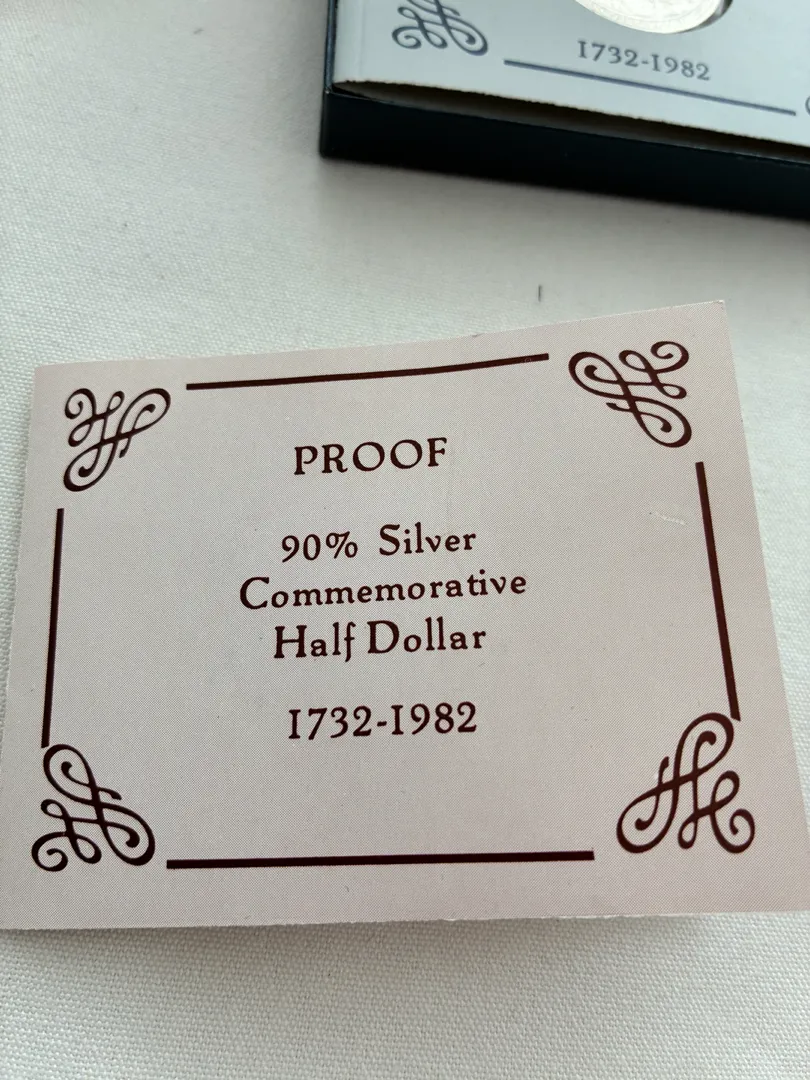 1732-1982
PROOF
90% Silver
Commemorative
Half Dollar
1732-1982